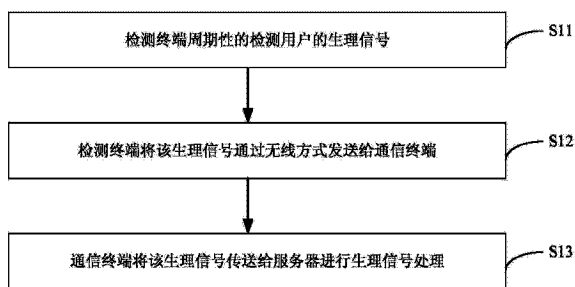 检测终端周期性的检测用户的生理信号
S11
检测终端将该生理信号通过无线方式发送给通信终端
S12
通信终端将该生理信号传送给服务器进行生理信号处理
S13